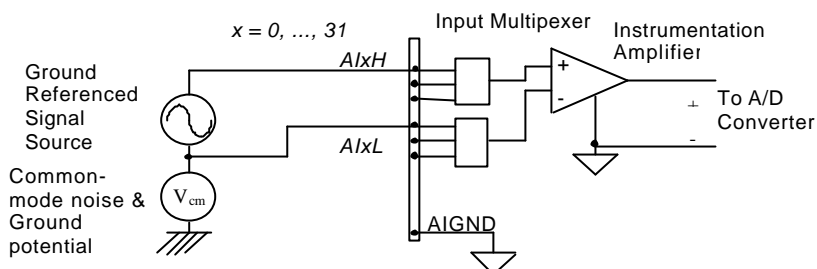 Input Multipexer
x = 0, ..., 31
Instrumentation
Amplifier
AIxH
Ground
Referenced
Signal
Source
+
-
+
To A/D
Converter
-
AIxL
Common-
mode noise &
Ground
potential
Vcm
AIGND